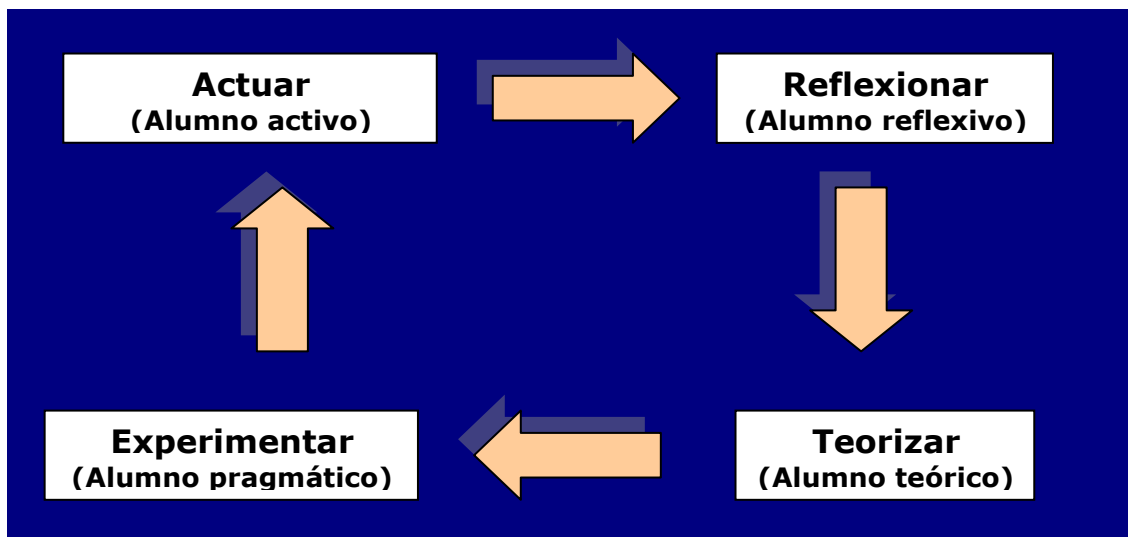 Actuar
(Alumno activo)
Reflexionar
(Alumno reflexivo)
Experimentar
(Alumno pragmático)
Teorizar
(Alumno teórico)